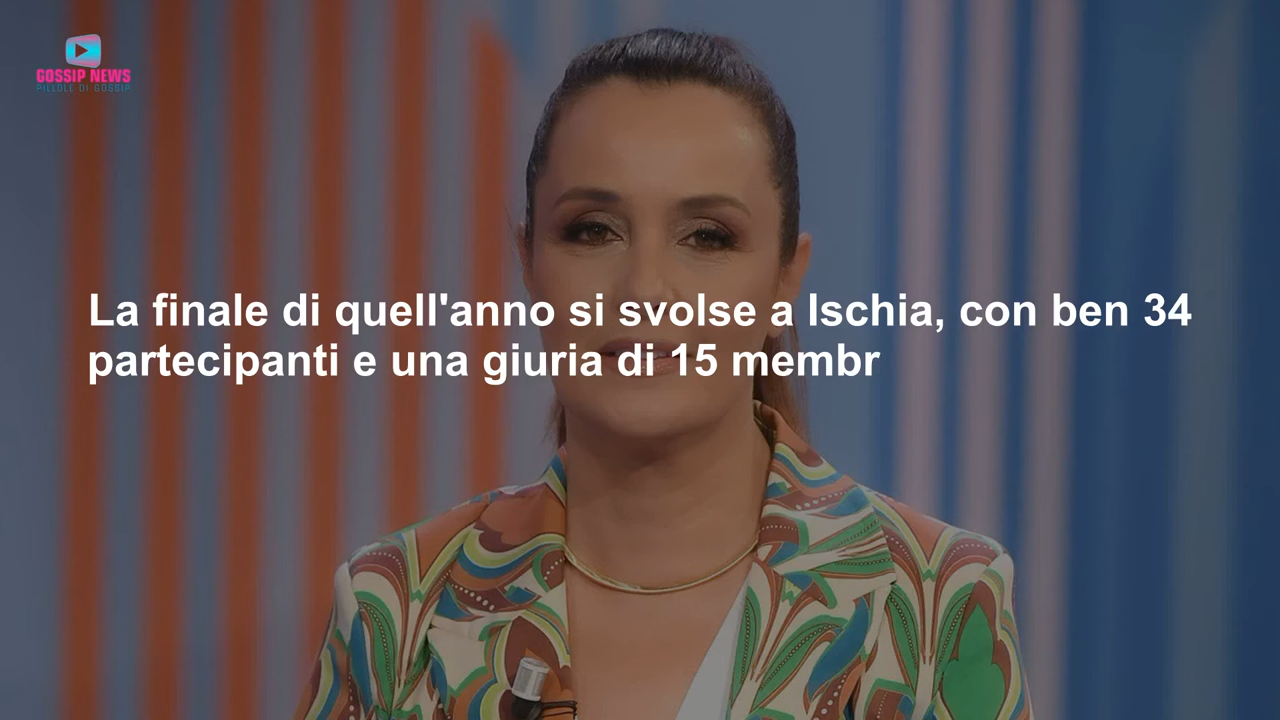 GOSSIP NEWS
PILLOLE DI GOSSIP
La finale di quell'anno si svolse a Ischia, con ben 34
partecipanti e una giuria di 15 membr